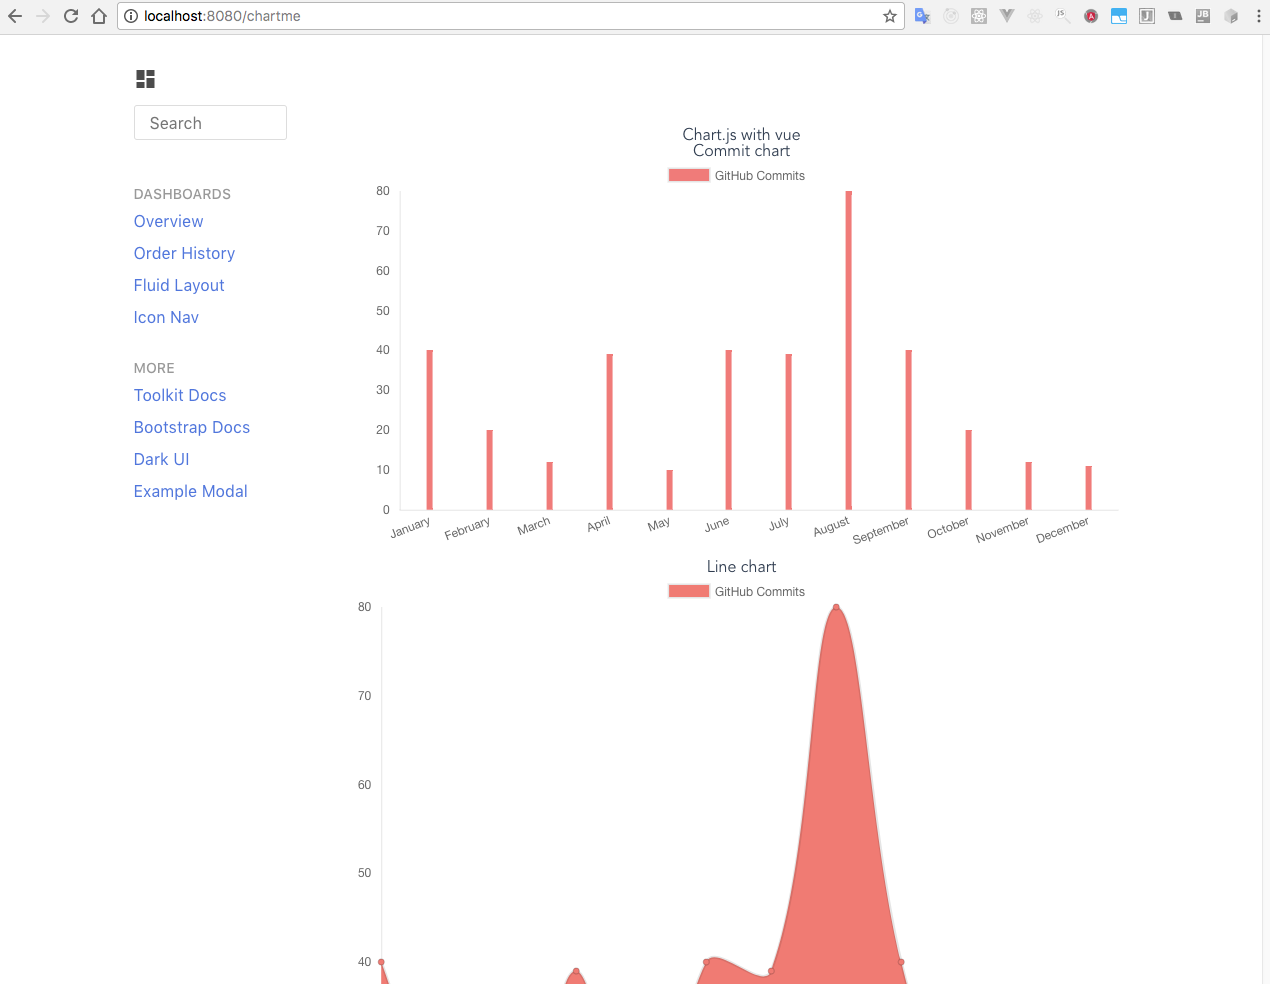 localhost:8080/chartme
JS
A
J
JB
Search
DASHBOARDS
Overview
Order History
Fluid Layout
Icon Nav
MORE
Toolkit Docs
Bootstrap Docs
Dark UI
Example Modal
Chart.js with vue
Commit chart
GitHub Commits
80
70
60
50
40
30
20
10
0
January February March April May June July August September October November December
Line chart
GitHub Commits
80
70
60
50
40